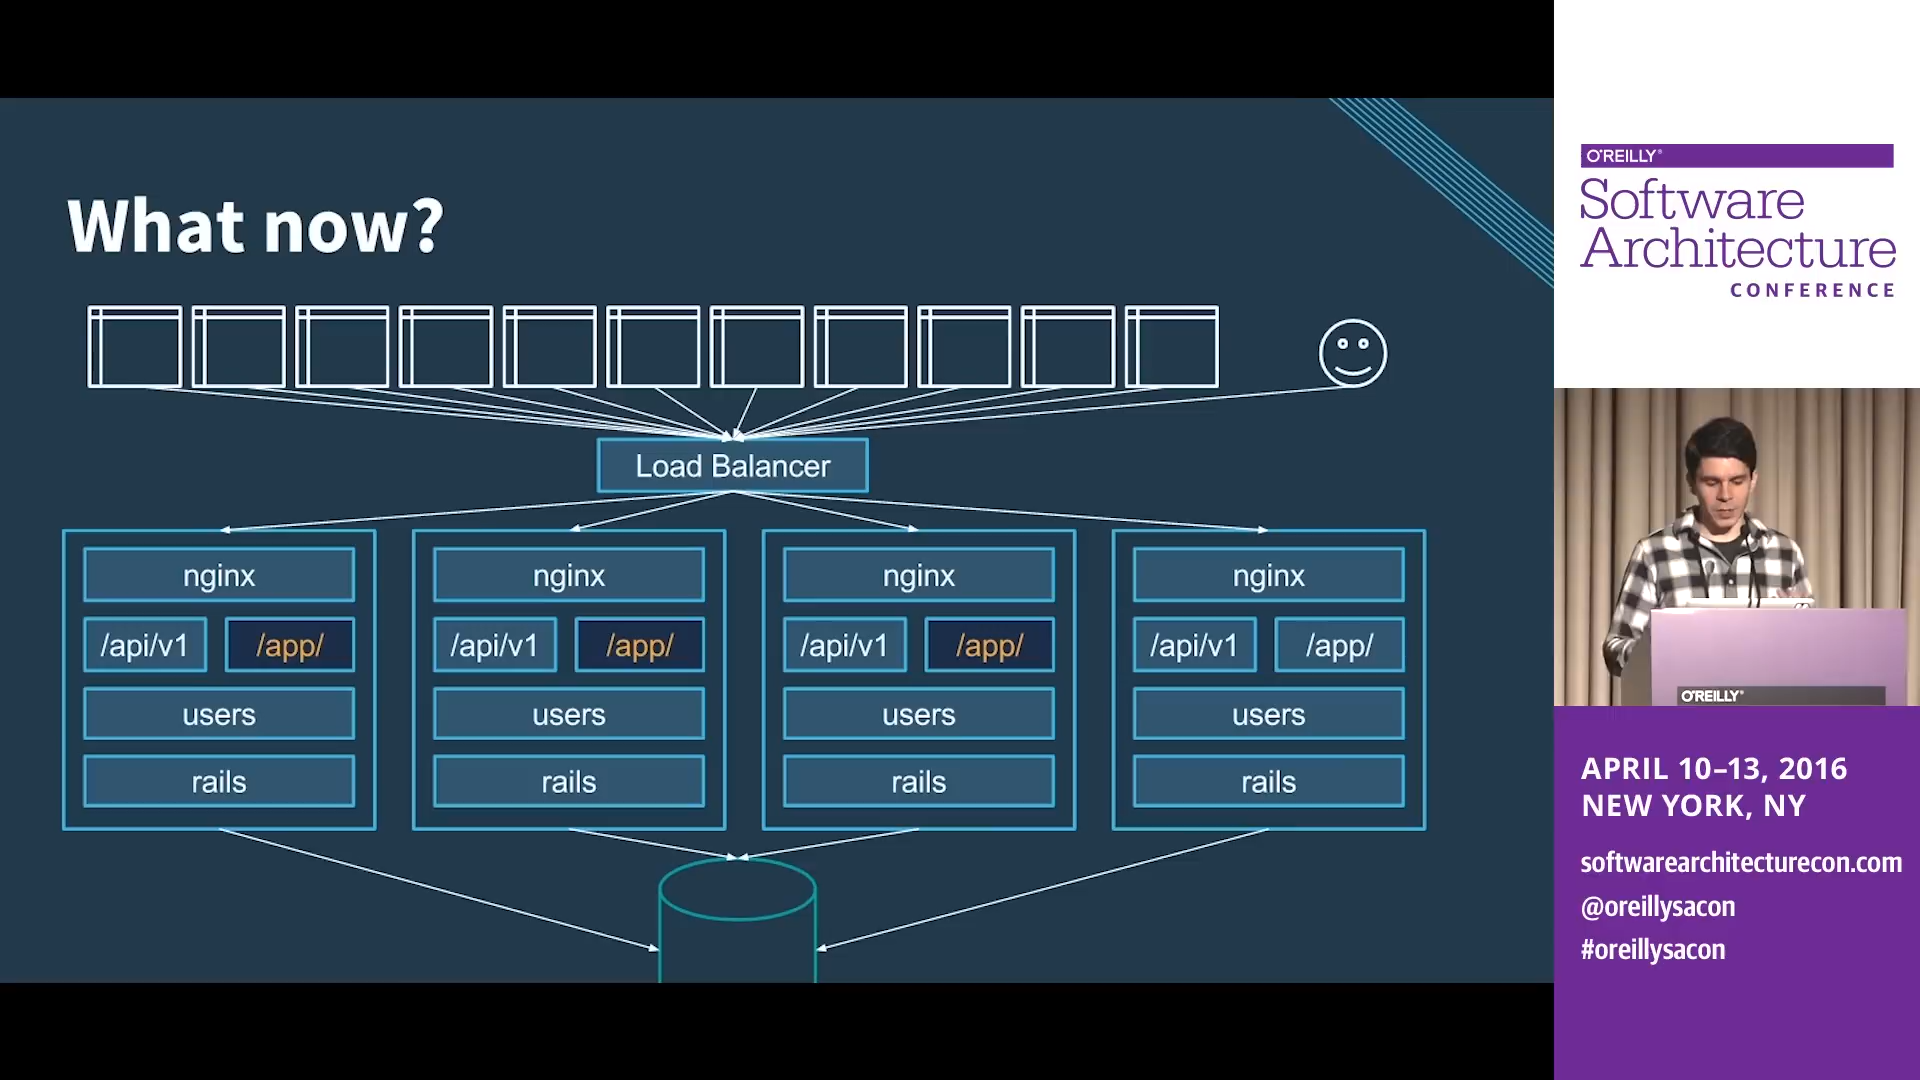 What now?
Load Balancer
nginx
nginx
nginx
nginx
/api/v1
/app/
/api/v1
/app/
/api/v1
/app/
/api/v1
/app/
users
users
users
users
rails
rails
rails
rails
O'REILLY®
Software
Architecture
CONFERENCE
O'REILLY®
APRIL 10–13, 2016
NEW YORK, NY
softwarearchitecturecon.com
@oreillysacon
#oreillysacon